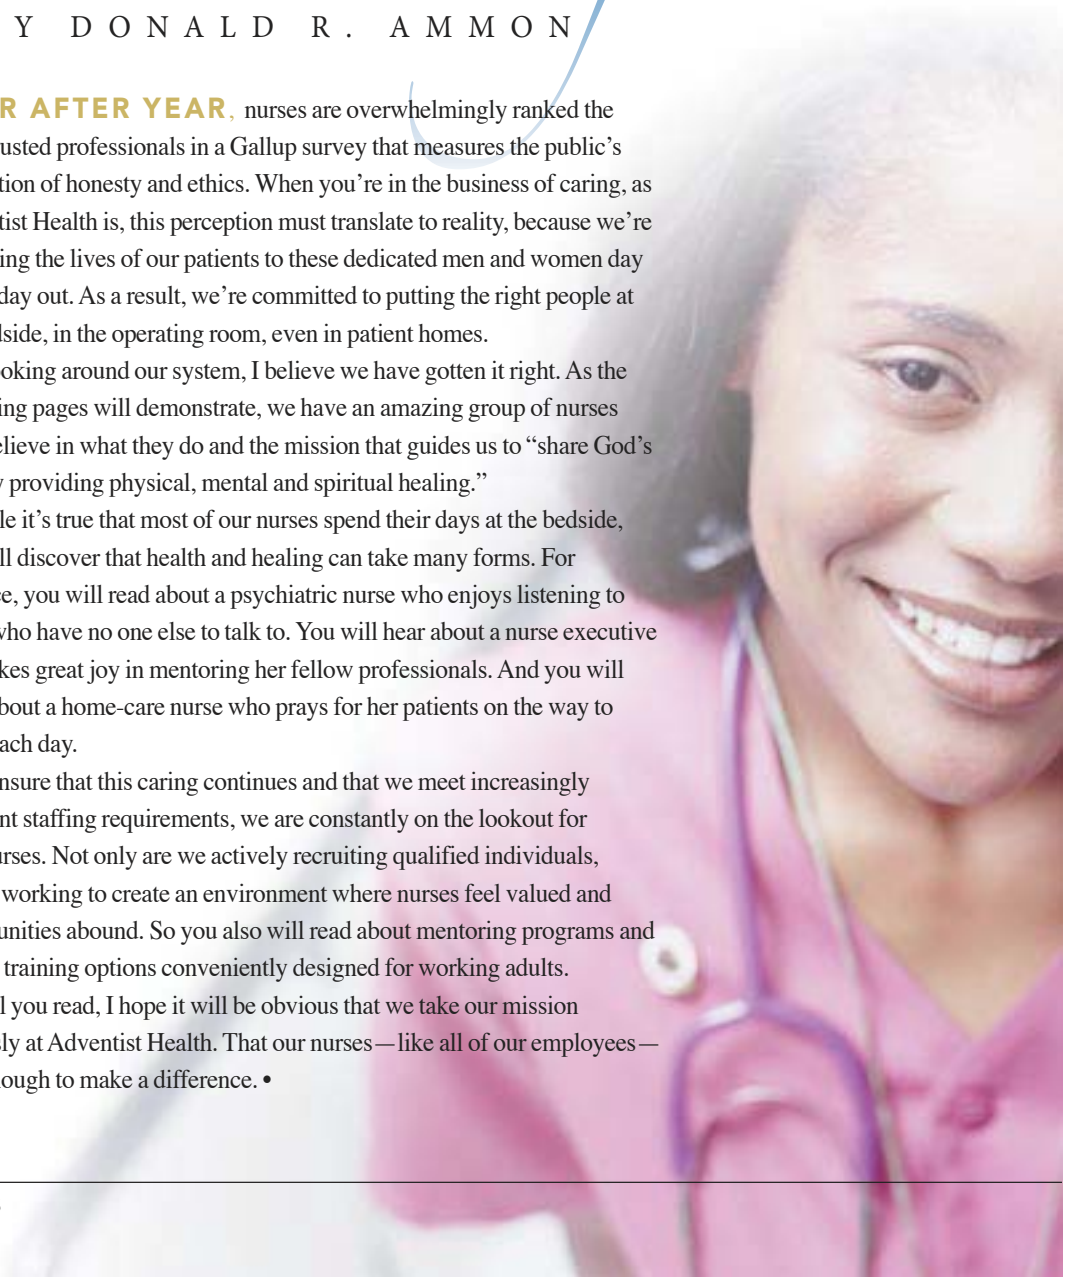 Y DONALD R. AMMON
R AFTER YEAR, nurses are overwhelmingly ranked the
usted professionals in a Gallup survey that measures the public’s
tion of honesty and ethics. When you’re in the business of caring, as
tist Health is, this perception must translate to reality, because we’re
ing the lives of our patients to these dedicated men and women day
day out. As a result, we’re committed to putting the right people at
lside, in the operating room, even in patient homes.
oking around our system, I believe we have gotten it right. As the
ing pages will demonstrate, we have an amazing group of nurses
elieve in what they do and the mission that guides us to “share God’s
y providing physical, mental and spiritual healing.”
le it’s true that most of our nurses spend their days at the bedside,
ll discover that health and healing can take many forms. For
e, you will read about a psychiatric nurse who enjoys listening to
who have no one else to talk to. You will hear about a nurse executive
kes great joy in mentoring her fellow professionals. And you will
bout a home-care nurse who prays for her patients on the way to
ach day.
nsure that this caring continues and that we meet increasingly
nt staffing requirements, we are constantly on the lookout for
urses. Not only are we actively recruiting qualified individuals,
working to create an environment where nurses feel valued and
unities abound. So you also will read about mentoring programs and
training options conveniently designed for working adults.
l you read, I hope it will be obvious that we take our mission
sly at Adventist Health. That our nurses—like all of our employees—
ough to make a difference. •